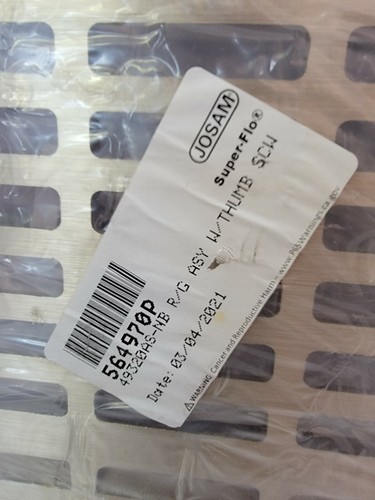 JOSAM
Super-Flo®
564970P
49320AS-NB R/G ASY W/THUMB SCW
Date: 03/04/2021
⚠WARNING: Cancer and Reproductive Harm - www.P65Warnings.ca.gov